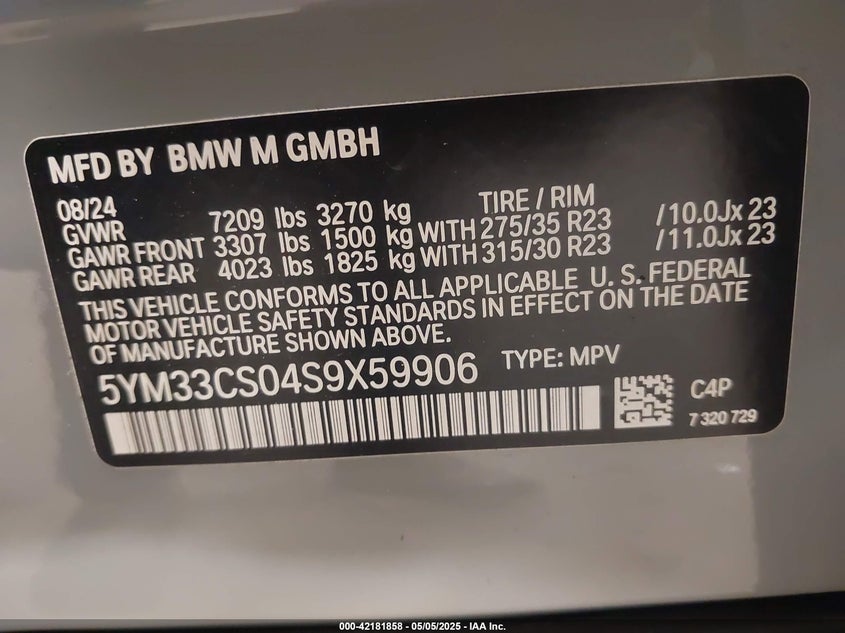 MFD BY BMW M GMBH
08/24 TIRE / RIM
GVWR 7209 lbs 3270 kg
GAWR FRONT 3307 lbs 1500 kg WITH 275/35 R23 /10.0Jx 23
GAWR REAR 4023 lbs 1825 kg WITH 315/30 R23 /11.0Jx 23
THIS VEHICLE CONFORMS TO ALL APPLICABLE U. S. FEDERAL
MOTOR VEHICLE SAFETY STANDARDS IN EFFECT ON THE DATE
OF MANUFACTURE SHOWN ABOVE.
5YM33CS04S9X59906 TYPE: MPV
C4P
7 320 729
000-42181858 - 05/05/2025 - IAA Inc.